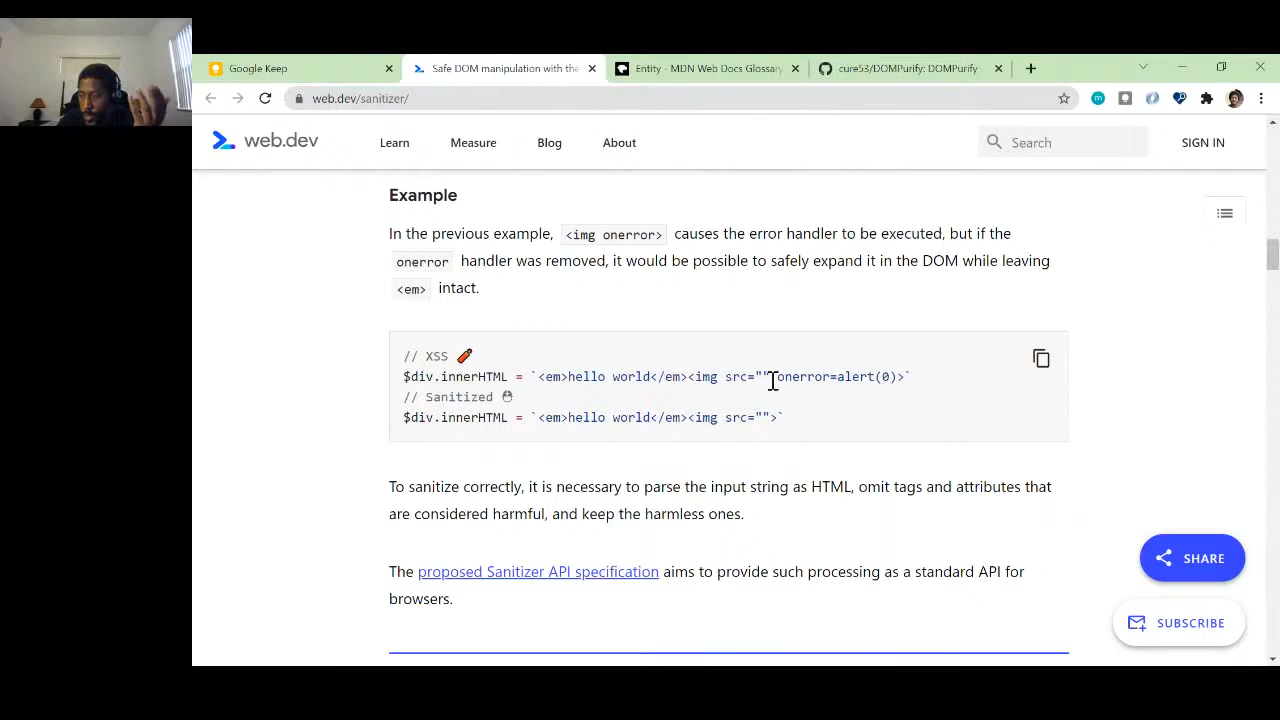 Google Keep
Safe DOM manipulation with the
Entity - MDN Web Docs Glossary
cure53/DOMPurify: DOMPurify
web.dev/sanitizer/
web.dev
Learn
Measure
Blog
About
Search
SIGN IN
Example
In the previous example, <img onerror> causes the error handler to be executed, but if the
onerror handler was removed, it would be possible to safely expand it in the DOM while leaving
<em> intact.
// XSS 🧨
$div.innerHTML = `<em>hello world</em><img src="" onerror=alert(0)>`
// Sanitized
$div.innerHTML = `<em>hello world</em><img src="">`
To sanitize correctly, it is necessary to parse the input string as HTML, omit tags and attributes that
are considered harmful, and keep the harmless ones.
The proposed Sanitizer API specification aims to provide such processing as a standard API for
browsers.
SHARE
SUBSCRIBE